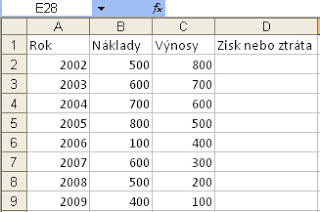 E28 fx
A B C D
1 Rok Náklady Výnosy Zisk nebo ztráta
2 2002 500 800
3 2003 600 700
4 2004 700 600
5 2005 800 500
6 2006 100 400
7 2007 600 300
8 2008 500 200
9 2009 400 100